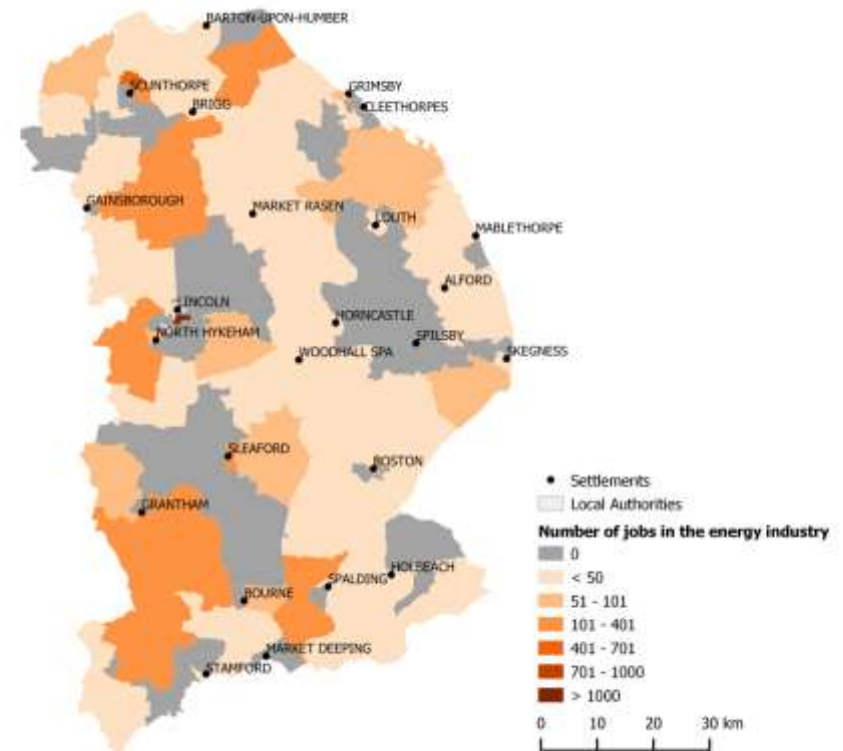 BARTON-UPON-HUMBER
SCUNTHORPE
GRIMSBY
CLEETHORPES
BRIGG
GAINSBOROUGH
MARKET RASEN
LOUTH
MABLETHORPE
ALFORD
LINCOLN
HORNCASTLE
NORTH HYKEHAM
SPILSBY
WOODHALL SPA
SKEGNESS
SLEAFORD
BOSTON
GRANTHAM
HOLBEACH
SPALDING
BOURNE
MARKET DEEPING
STAMFORD
Settlements
Local Authorities
Number of jobs in the energy industry
0
< 50
51 - 101
101 - 401
401 - 701
701 - 1000
> 1000
0 10 20 30 km